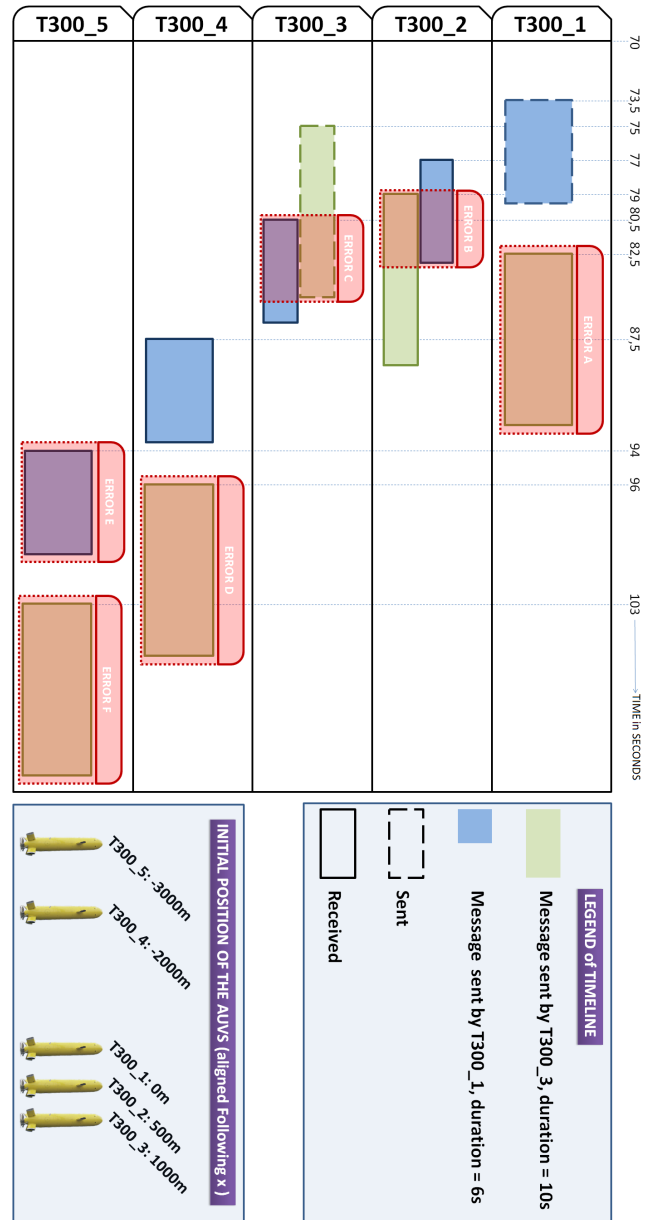 T300_1
T300_2
T300_3
T300_4
T300_5
70
73,5
75
77
79
80,5
82,5
87,5
94
96
103
TIME in SECONDS
ERROR A
ERROR B
ERROR C
ERROR D
ERROR E
ERROR F
LEGEND of TIMELINE
Message sent by T300_3, duration = 10s
Message sent by T300_1, duration = 6s
Sent
Received
INITIAL POSITION OF THE AUVS (aligned Following x )
T300_5: -3000m
T300_4: -2000m
T300_1: 0m
T300_2: 500m
T300_3: 1000m